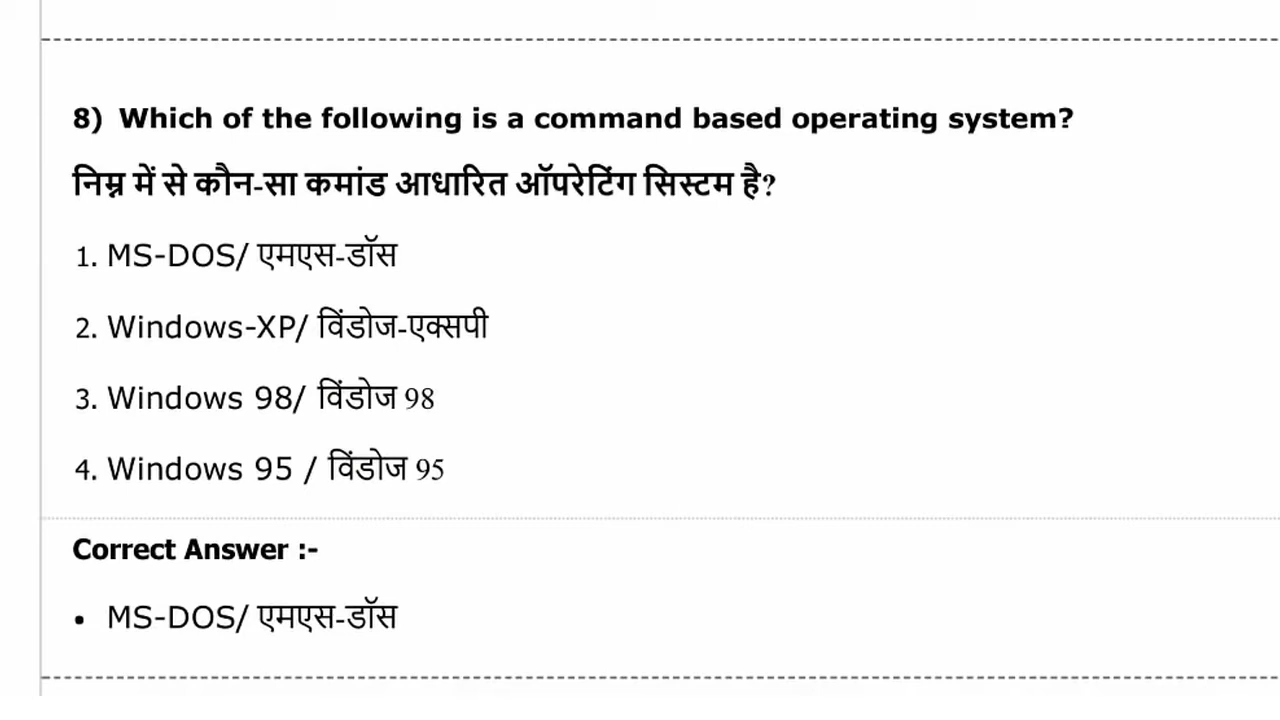 8) Which of the following is a command based operating system?
निम्न में से कौन-सा कमांड आधारित ऑपरेटिंग सिस्टम है?
1. MS-DOS/ एमएस-डॉस
2. Windows-XP/ विंडोज-एक्सपी
3. Windows 98/ विंडोज 98
4. Windows 95 / विंडोज 95
Correct Answer :-
• MS-DOS/ एमएस-डॉस